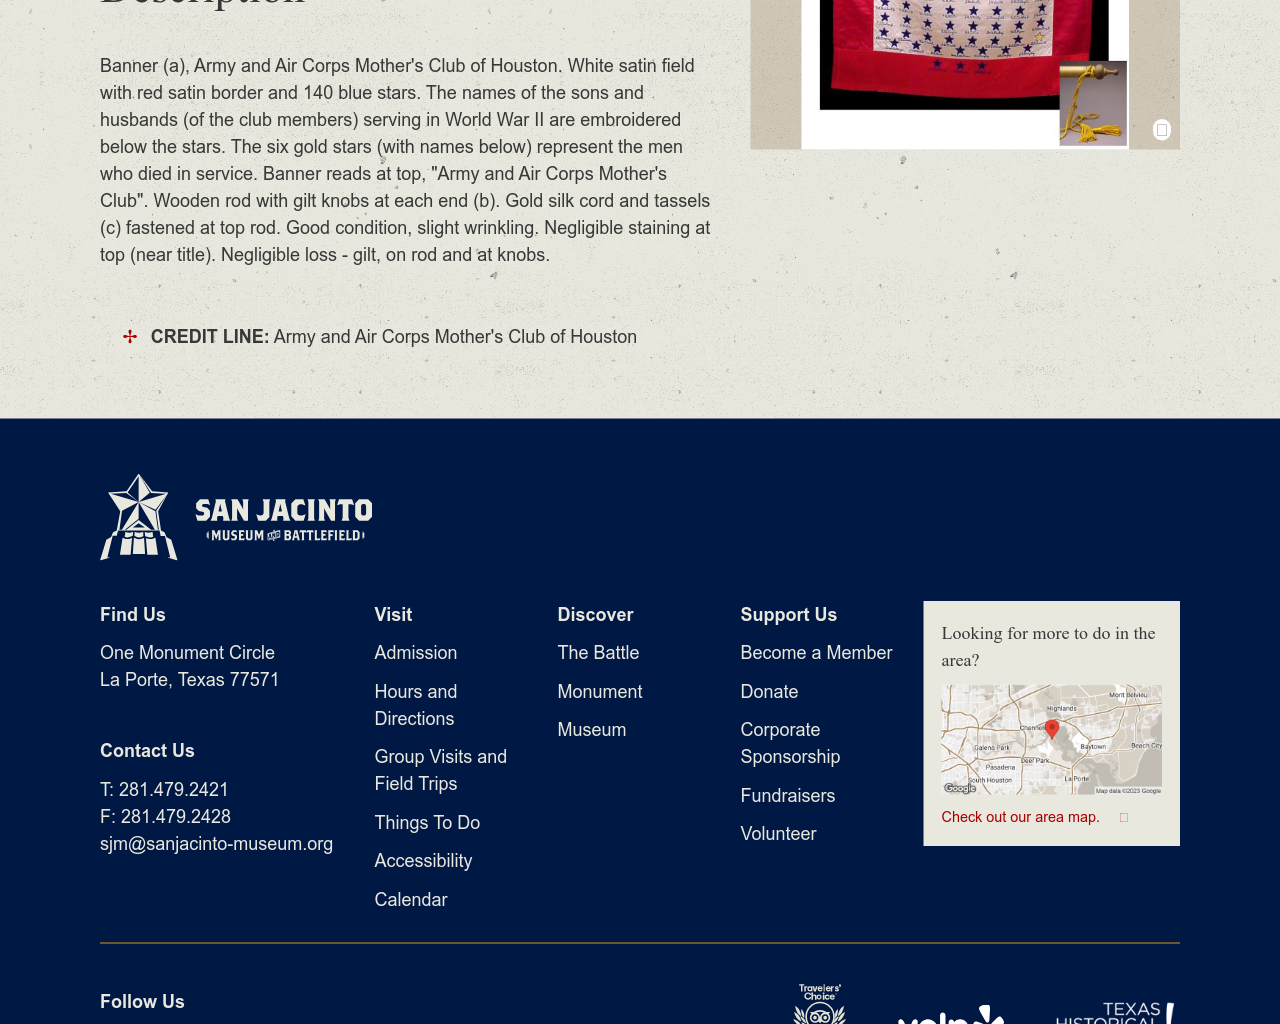 Description
Banner (a), Army and Air Corps Mother's Club of Houston. White satin field
with red satin border and 140 blue stars. The names of the sons and
husbands (of the club members) serving in World War II are embroidered
below the stars. The six gold stars (with names below) represent the men
who died in service. Banner reads at top, "Army and Air Corps Mother's
Club". Wooden rod with gilt knobs at each end (b). Gold silk cord and tassels
(c) fastened at top rod. Good condition, slight wrinkling. Negligible staining at
top (near title). Negligible loss - gilt, on rod and at knobs.
CREDIT LINE: Army and Air Corps Mother's Club of Houston
SAN JACINTO
MUSEUM AND BATTLEFIELD
Find Us
One Monument Circle
La Porte, Texas 77571
Contact Us
T: 281.479.2421
F: 281.479.2428
sjm@sanjacinto-museum.org
Visit
Admission
Hours and
Directions
Group Visits and
Field Trips
Things To Do
Accessibility
Calendar
Discover
The Battle
Monument
Museum
Support Us
Become a Member
Donate
Corporate
Sponsorship
Fundraisers
Volunteer
Looking for more to do in the
area?
Mont Belvieu
Highlands
Channelview
Galena Park
Baytown
Beach City
Deer Park
Pasadena
La Porte
South Houston
Google
Map data ©2023 Google
Check out our area map.
Follow Us
Travelers'
Choice
yelp
TEXAS
HISTORICAL